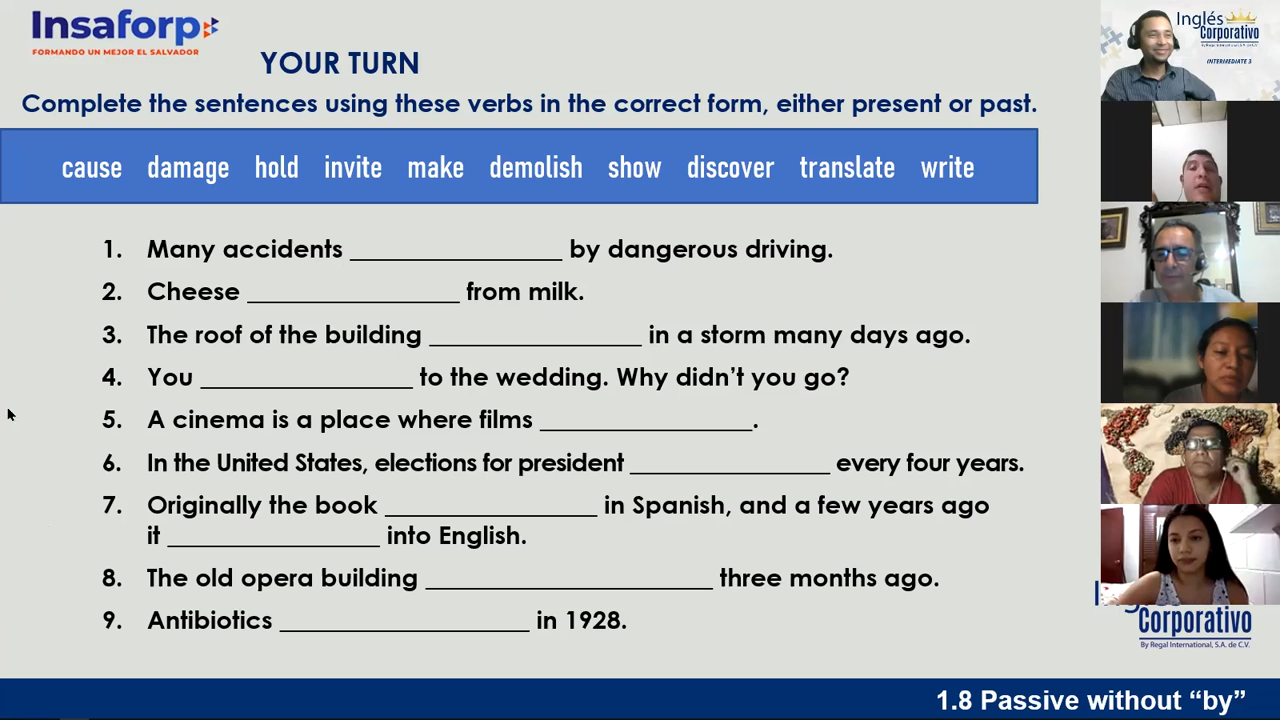 Insaforp
FORMANDO UN MEJOR EL SALVADOR
YOUR TURN
Complete the sentences using these verbs in the correct form, either present or past.
cause damage hold invite make demolish show discover translate write
1. Many accidents ________________ by dangerous driving.
2. Cheese ________________ from milk.
3. The roof of the building ________________ in a storm many days ago.
4. You ________________ to the wedding. Why didn’t you go?
5. A cinema is a place where films ________________.
6. In the United States, elections for president ________________ every four years.
7. Originally the book ________________ in Spanish, and a few years ago
it ________________ into English.
8. The old opera building ______________________ three months ago.
9. Antibiotics ___________________ in 1928.
Inglés
Corporativo
By Regal International, S.A. de C.V.
INTERMEDIATE 3
Corporativo
By Regal International, S.A. de C.V.
1.8 Passive without “by”